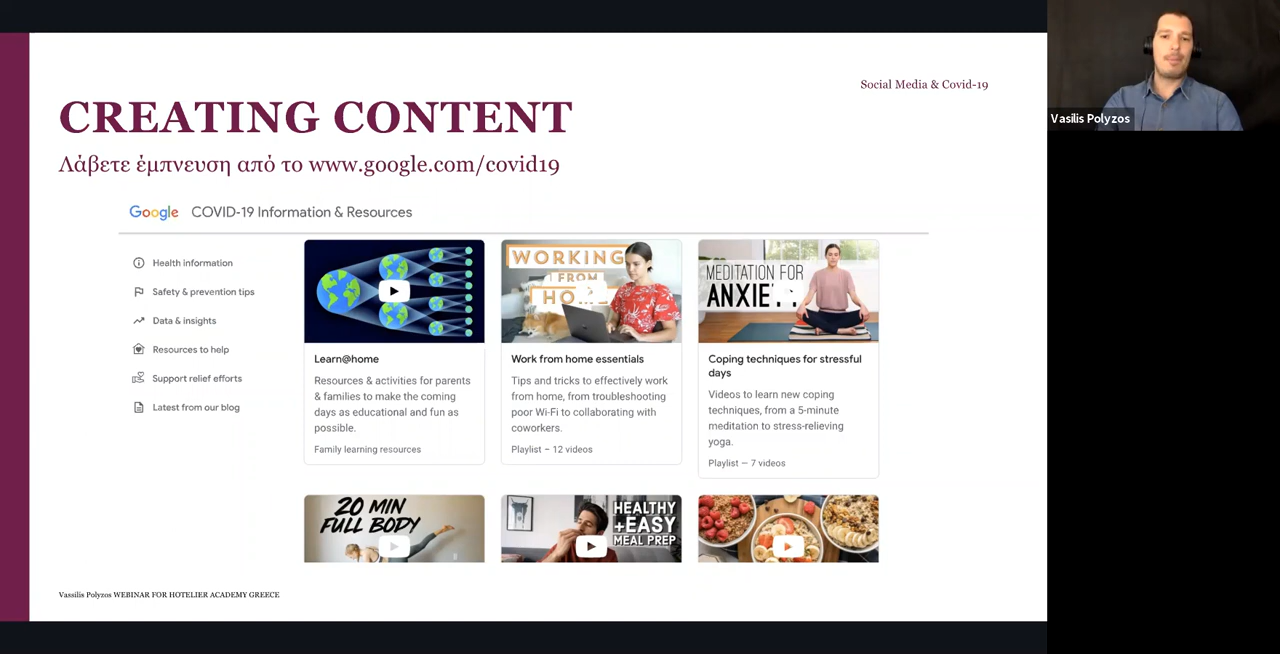 Social Media & Covid-19
CREATING CONTENT
Λάβετε έμπνευση από το www.google.com/covid19
Google COVID-19 Information & Resources
Health information
Safety & prevention tips
Data & insights
Resources to help
Support relief efforts
Latest from our blog
Learn@home
Resources & activities for parents
& families to make the coming
days as educational and fun as
possible.
Family learning resources
WORKING
FROM
HOME
Work from home essentials
Tips and tricks to effectively work
from home, from troubleshooting
poor Wi-Fi to collaborating with
coworkers.
Playlist – 12 videos
MEDITATION FOR
Coping techniques for stressful
days
Videos to learn new coping
techniques, from a 5-minute
meditation to stress-relieving
yoga.
Playlist — 7 videos
20 MIN
FULL BODY
HEALTHY
+EASY
MEAL PREP
Vassilis Polyzos WEBINAR FOR HOTELIER ACADEMY GREECE
Vasilis Polyzos